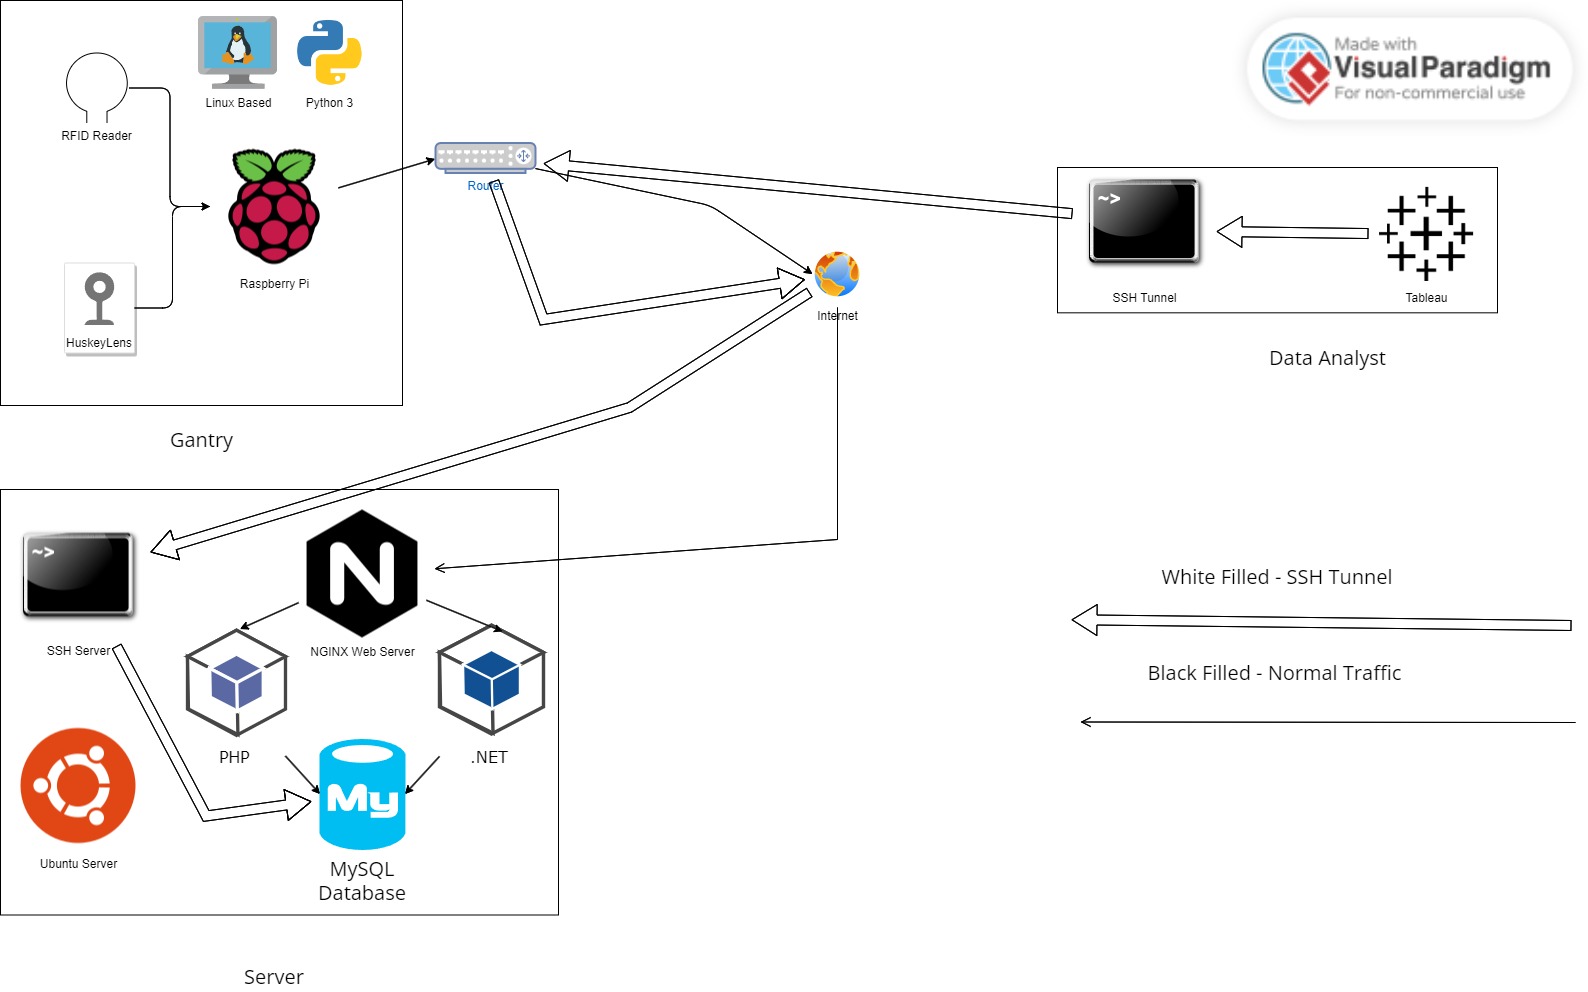 Linux Based
Python 3
RFID Reader
Raspberry Pi
HuskeyLens
Gantry
Router
Internet
Made with
Visual Paradigm
For non-commercial use
~>
SSH Tunnel
Tableau
Data Analyst
~>
SSH Server
N
NGINX Web Server
PHP
.NET
My
MySQL
Database
Ubuntu Server
Server
White Filled - SSH Tunnel
Black Filled - Normal Traffic